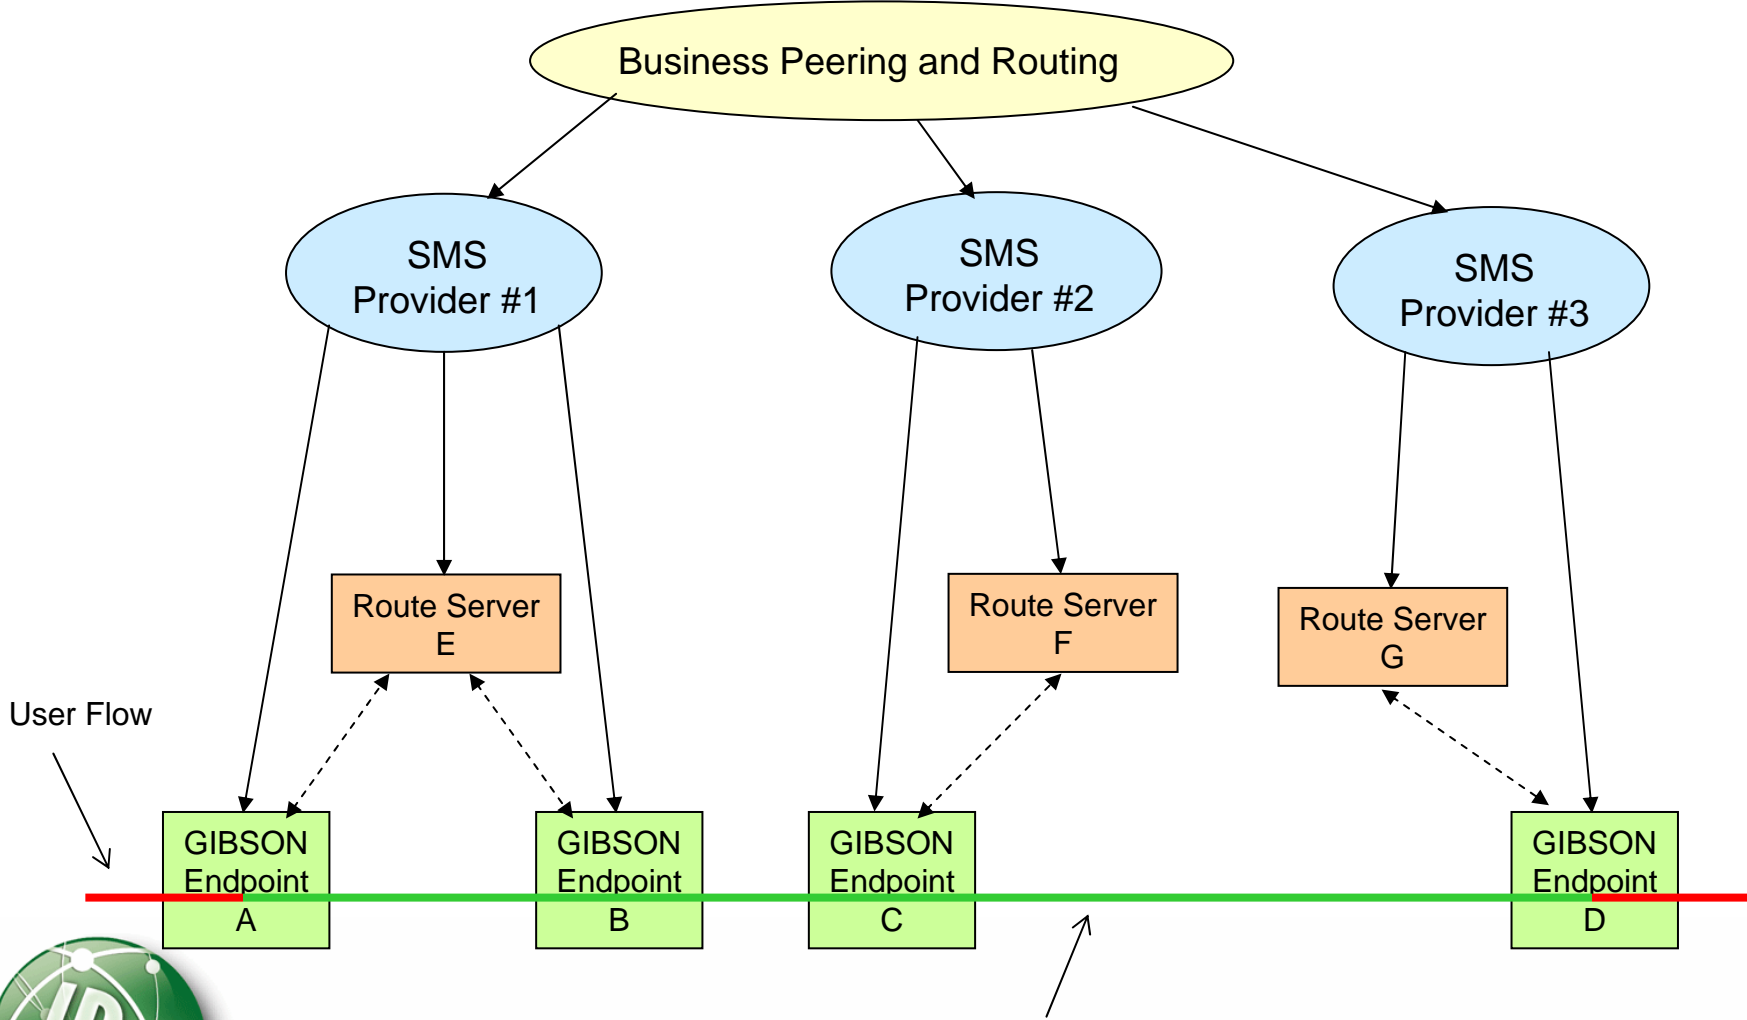 Business Peering and Routing
SMS
Provider #1
SMS
Provider #2
SMS
Provider #3
Route Server
E
Route Server
F
Route Server
G
User Flow
GIBSON
Endpoint
A
GIBSON
Endpoint
B
GIBSON
Endpoint
C
GIBSON
Endpoint
D